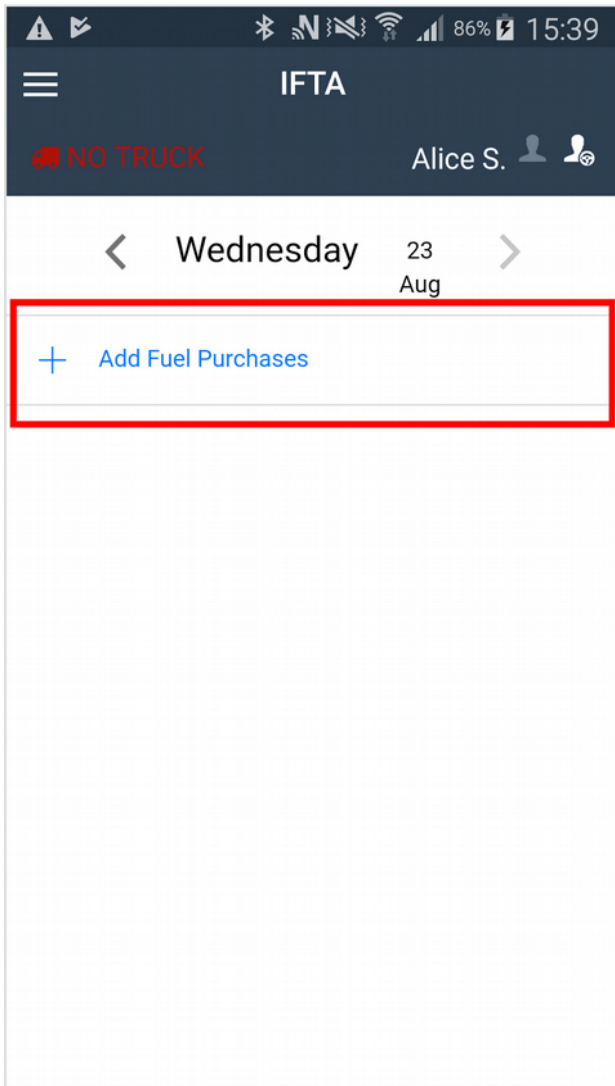 86% 15:39
IFTA
NO TRUCK Alice S.
Wednesday 23
Aug
Add Fuel Purchases